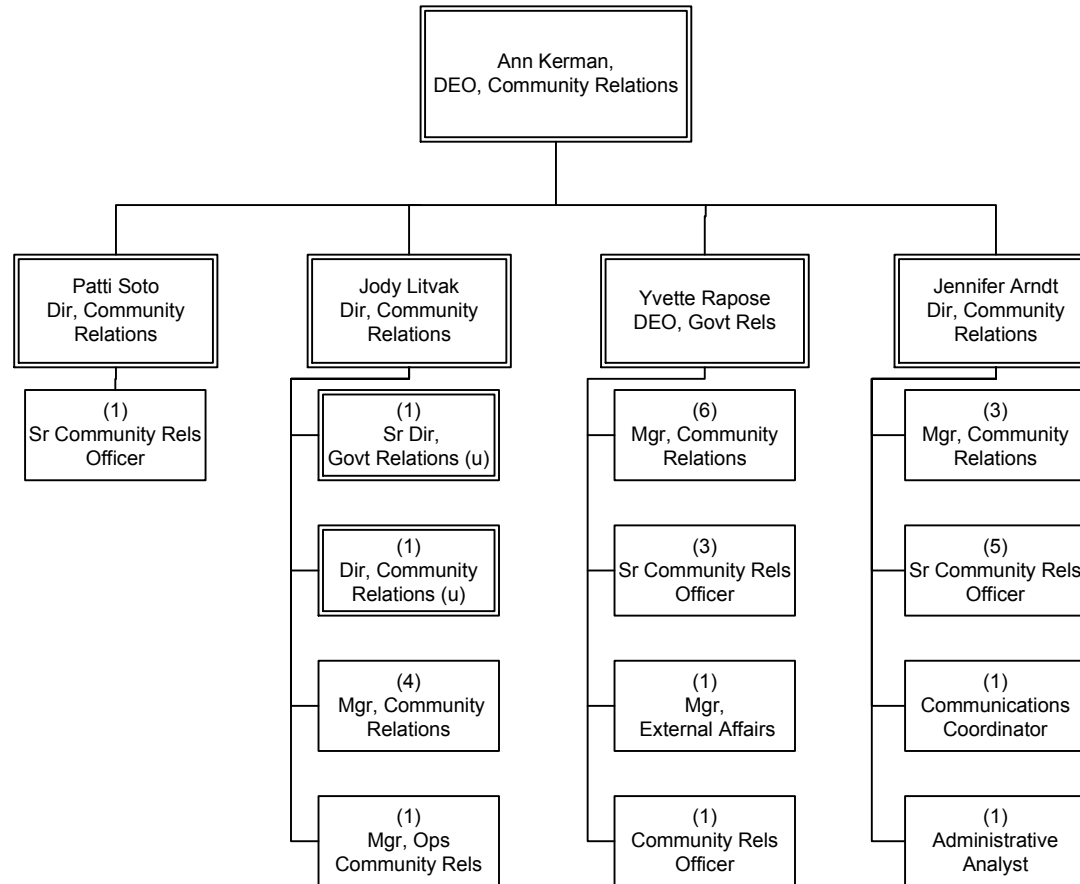 Ann Kerman,
DEO, Community Relations
Patti Soto
Dir, Community
Relations
Jody Litvak
Dir, Community
Relations
Yvette Rapose
DEO, Govt Rels
Jennifer Arndt
Dir, Community
Relations
(1)
Sr Community Rels
Officer
(1)
Sr Dir,
Govt Relations (u)
(1)
Dir, Community
Relations (u)
(4)
Mgr, Community
Relations
(1)
Mgr, Ops
Community Rels
(6)
Mgr, Community
Relations
(3)
Sr Community Rels
Officer
(1)
Mgr,
External Affairs
(1)
Community Rels
Officer
(3)
Mgr, Community
Relations
(5)
Sr Community Rels
Officer
(1)
Communications
Coordinator
(1)
Administrative
Analyst